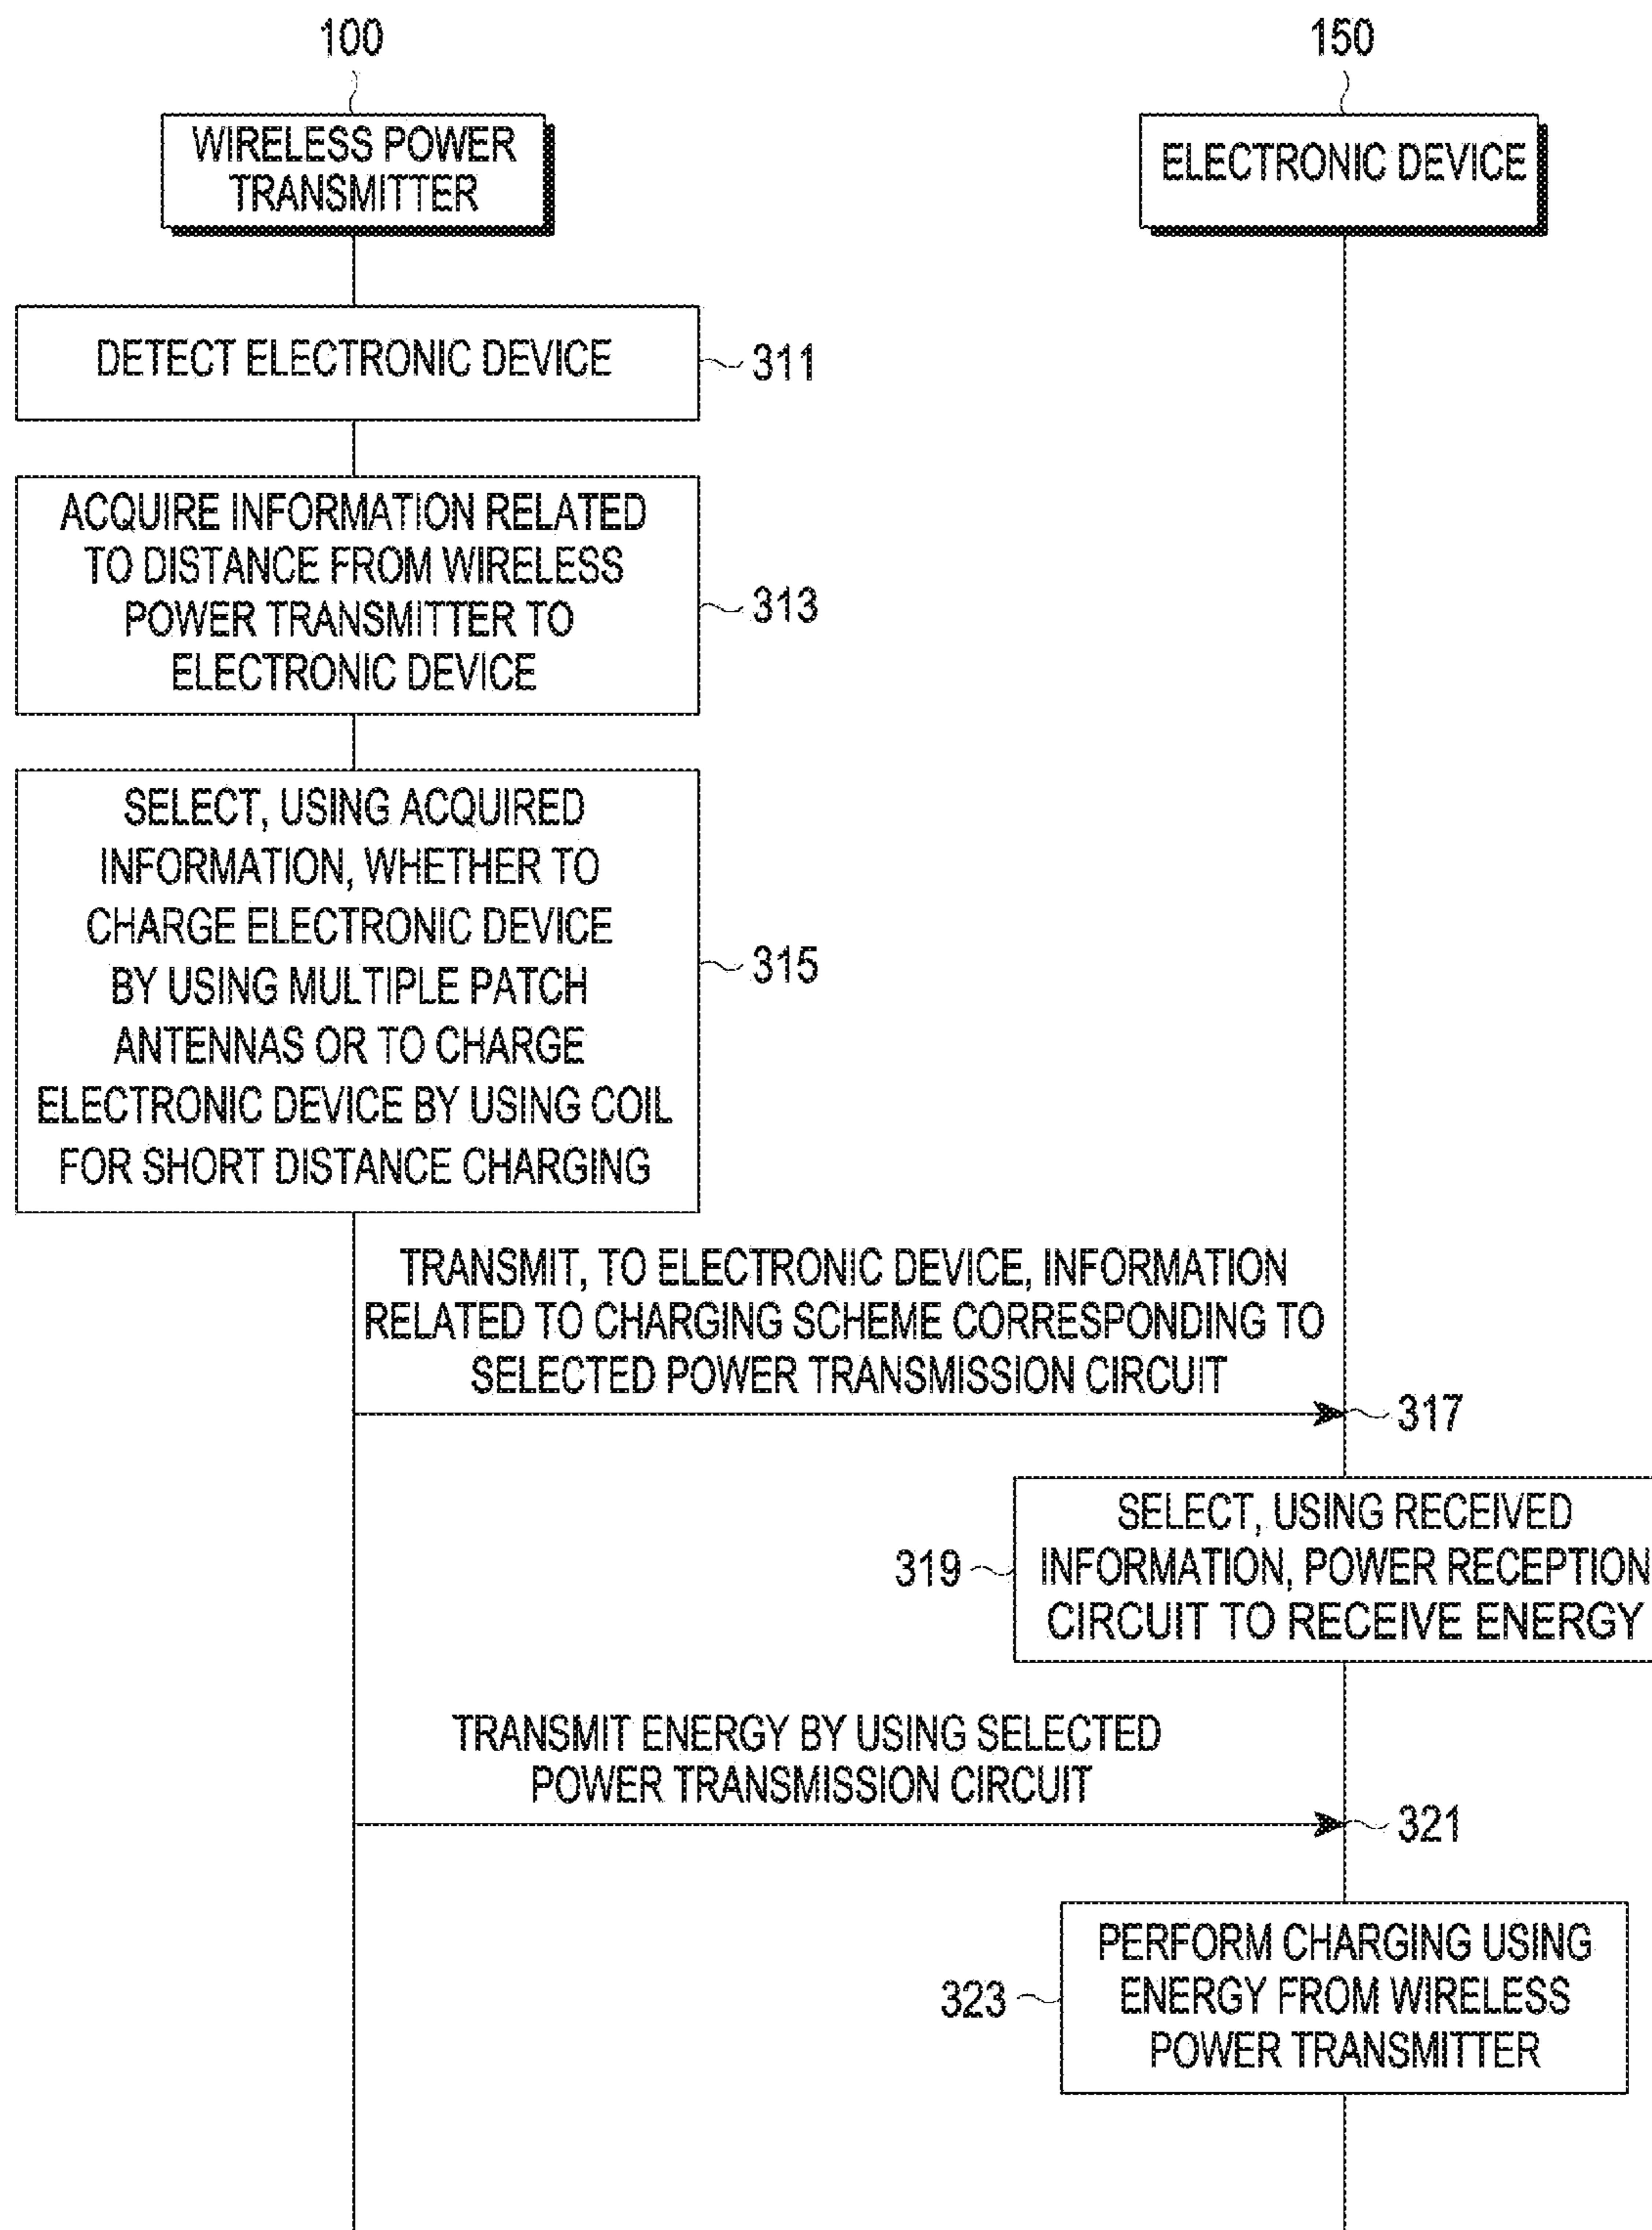 100
150
WIRELESS POWER
TRANSMITTER
ELECTRONIC DEVICE
DETECT ELECTRONIC DEVICE
311
ACQUIRE INFORMATION RELATED
TO DISTANCE FROM WIRELESS
POWER TRANSMITTER TO
ELECTRONIC DEVICE
313
SELECT, USING ACQUIRED
INFORMATION, WHETHER TO
CHARGE ELECTRONIC DEVICE
BY USING MULTIPLE PATCH
ANTENNAS OR TO CHARGE
ELECTRONIC DEVICE BY USING COIL
FOR SHORT DISTANCE CHARGING
315
TRANSMIT, TO ELECTRONIC DEVICE, INFORMATION
RELATED TO CHARGING SCHEME CORRESPONDING TO
SELECTED POWER TRANSMISSION CIRCUIT
317
319
SELECT, USING RECEIVED
INFORMATION, POWER RECEPTION
CIRCUIT TO RECEIVE ENERGY
TRANSMIT ENERGY BY USING SELECTED
POWER TRANSMISSION CIRCUIT
321
323
PERFORM CHARGING USING
ENERGY FROM WIRELESS
POWER TRANSMITTER